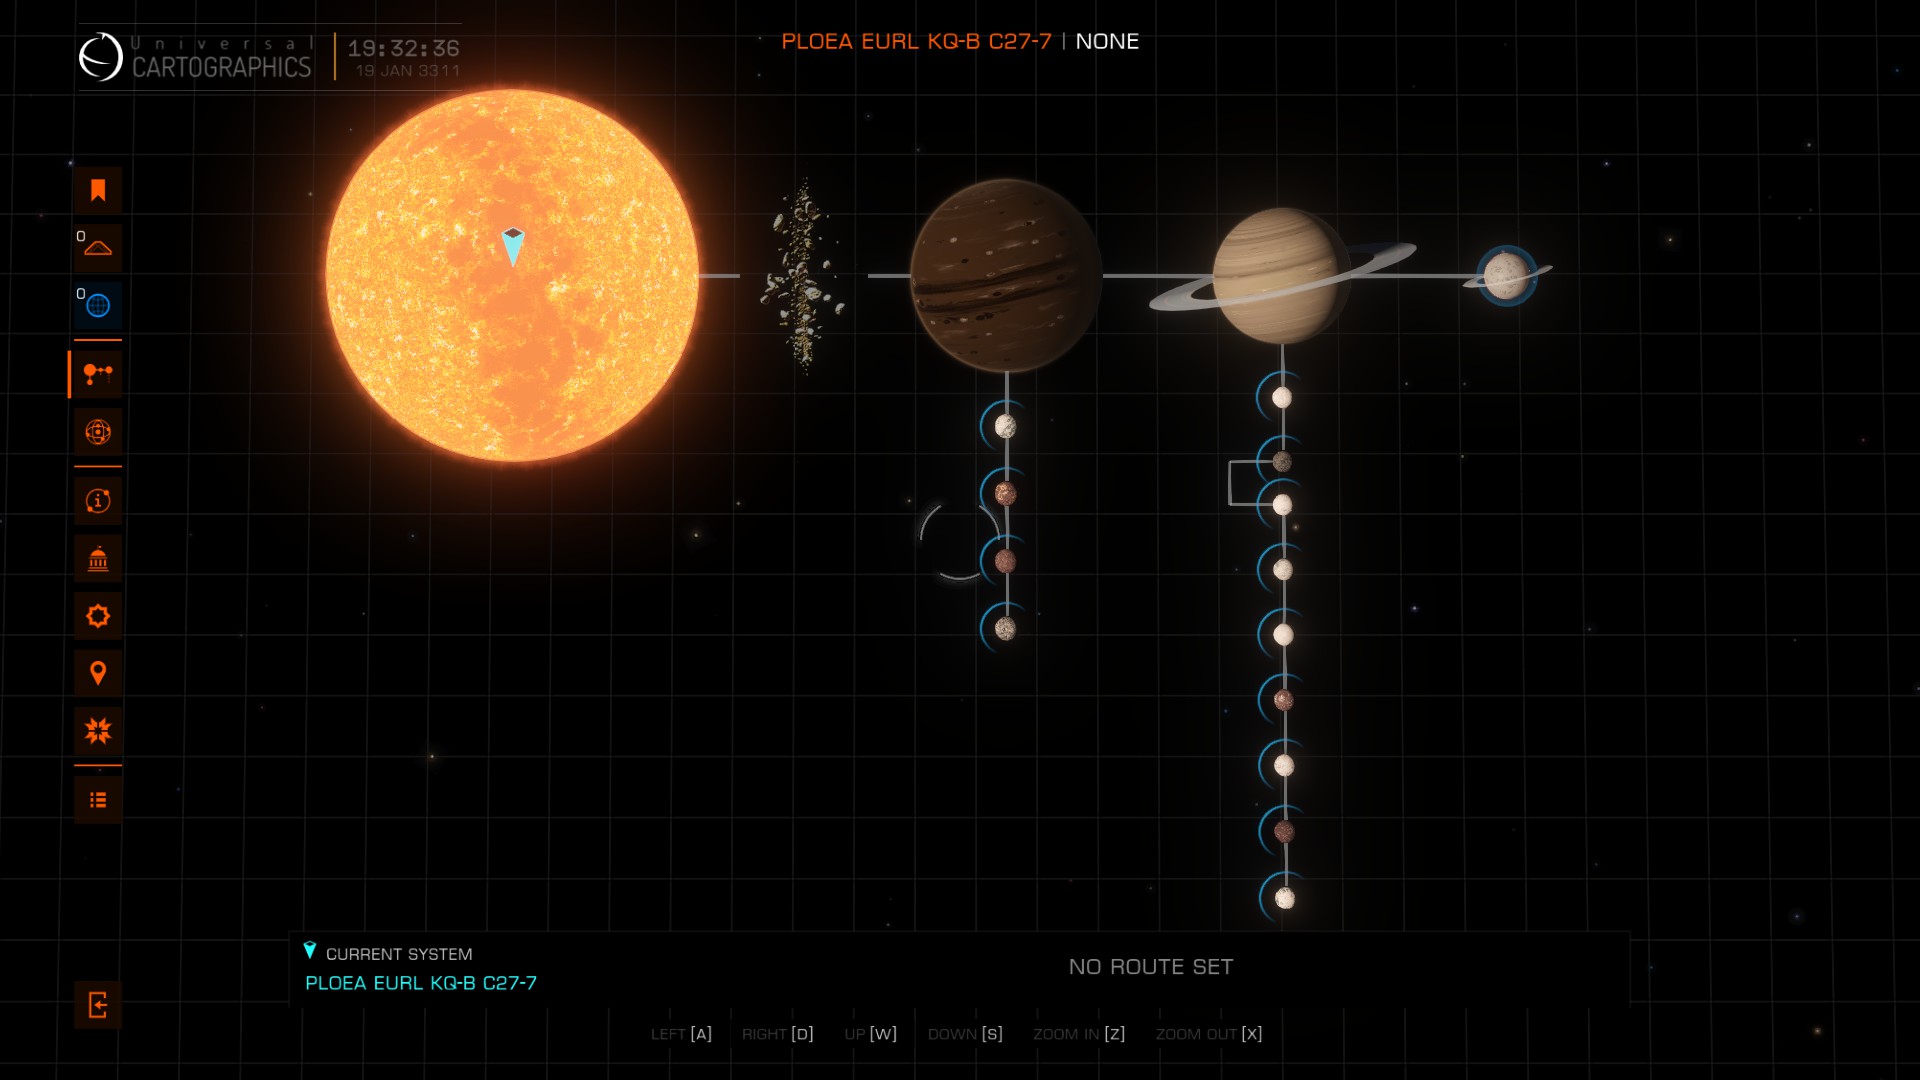 Universal
CARTOGRAPHICS
19:32:36
19 JAN 3311
PLOEA EURL KQ-B C27-7 | NONE
0
0
CURRENT SYSTEM
PLOEA EURL KQ-B C27-7
NO ROUTE SET
LEFT [A] RIGHT [D] UP [W] DOWN [S] ZOOM IN [Z] ZOOM OUT [X]